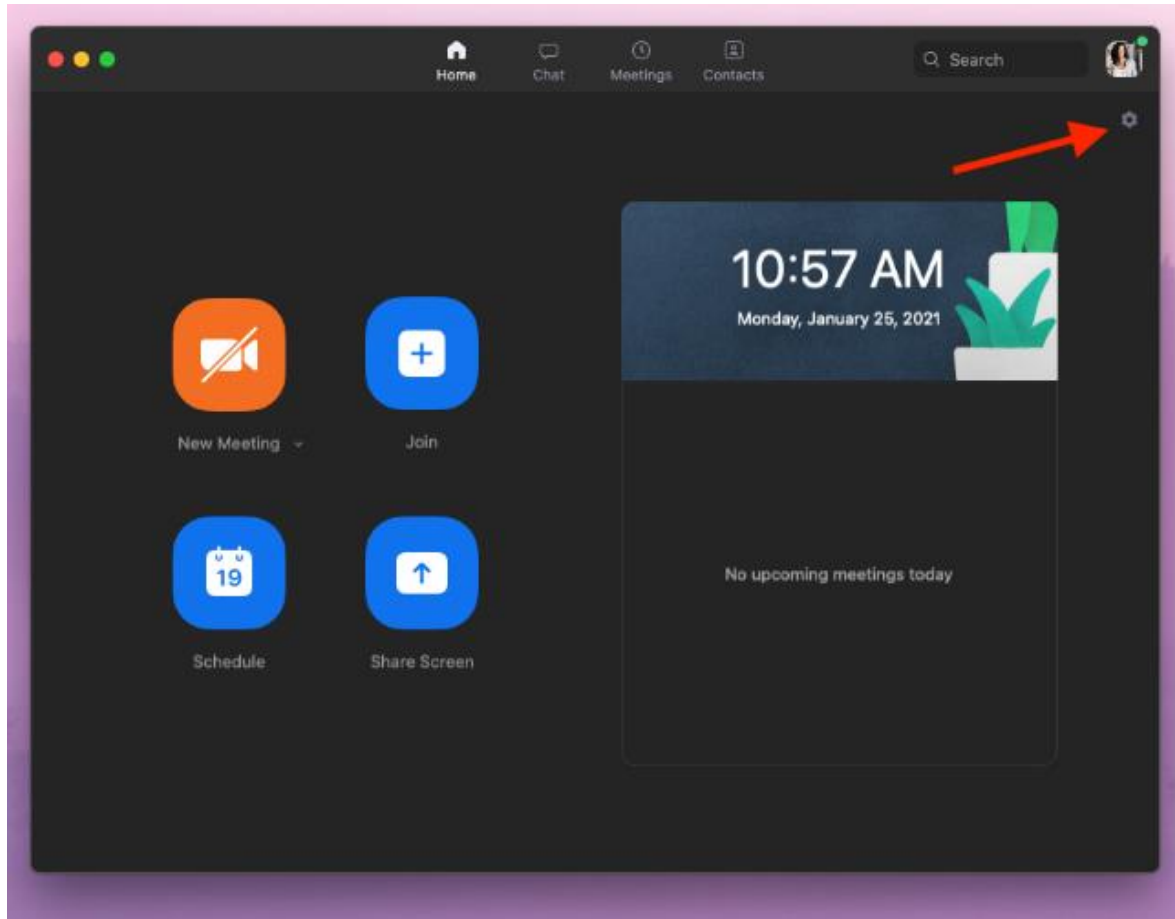 Home
Chat
Meetings
Contacts
Search
10:57 AM
Monday, January 25, 2021
New Meeting
Join
19
Schedule
Share Screen
No upcoming meetings today